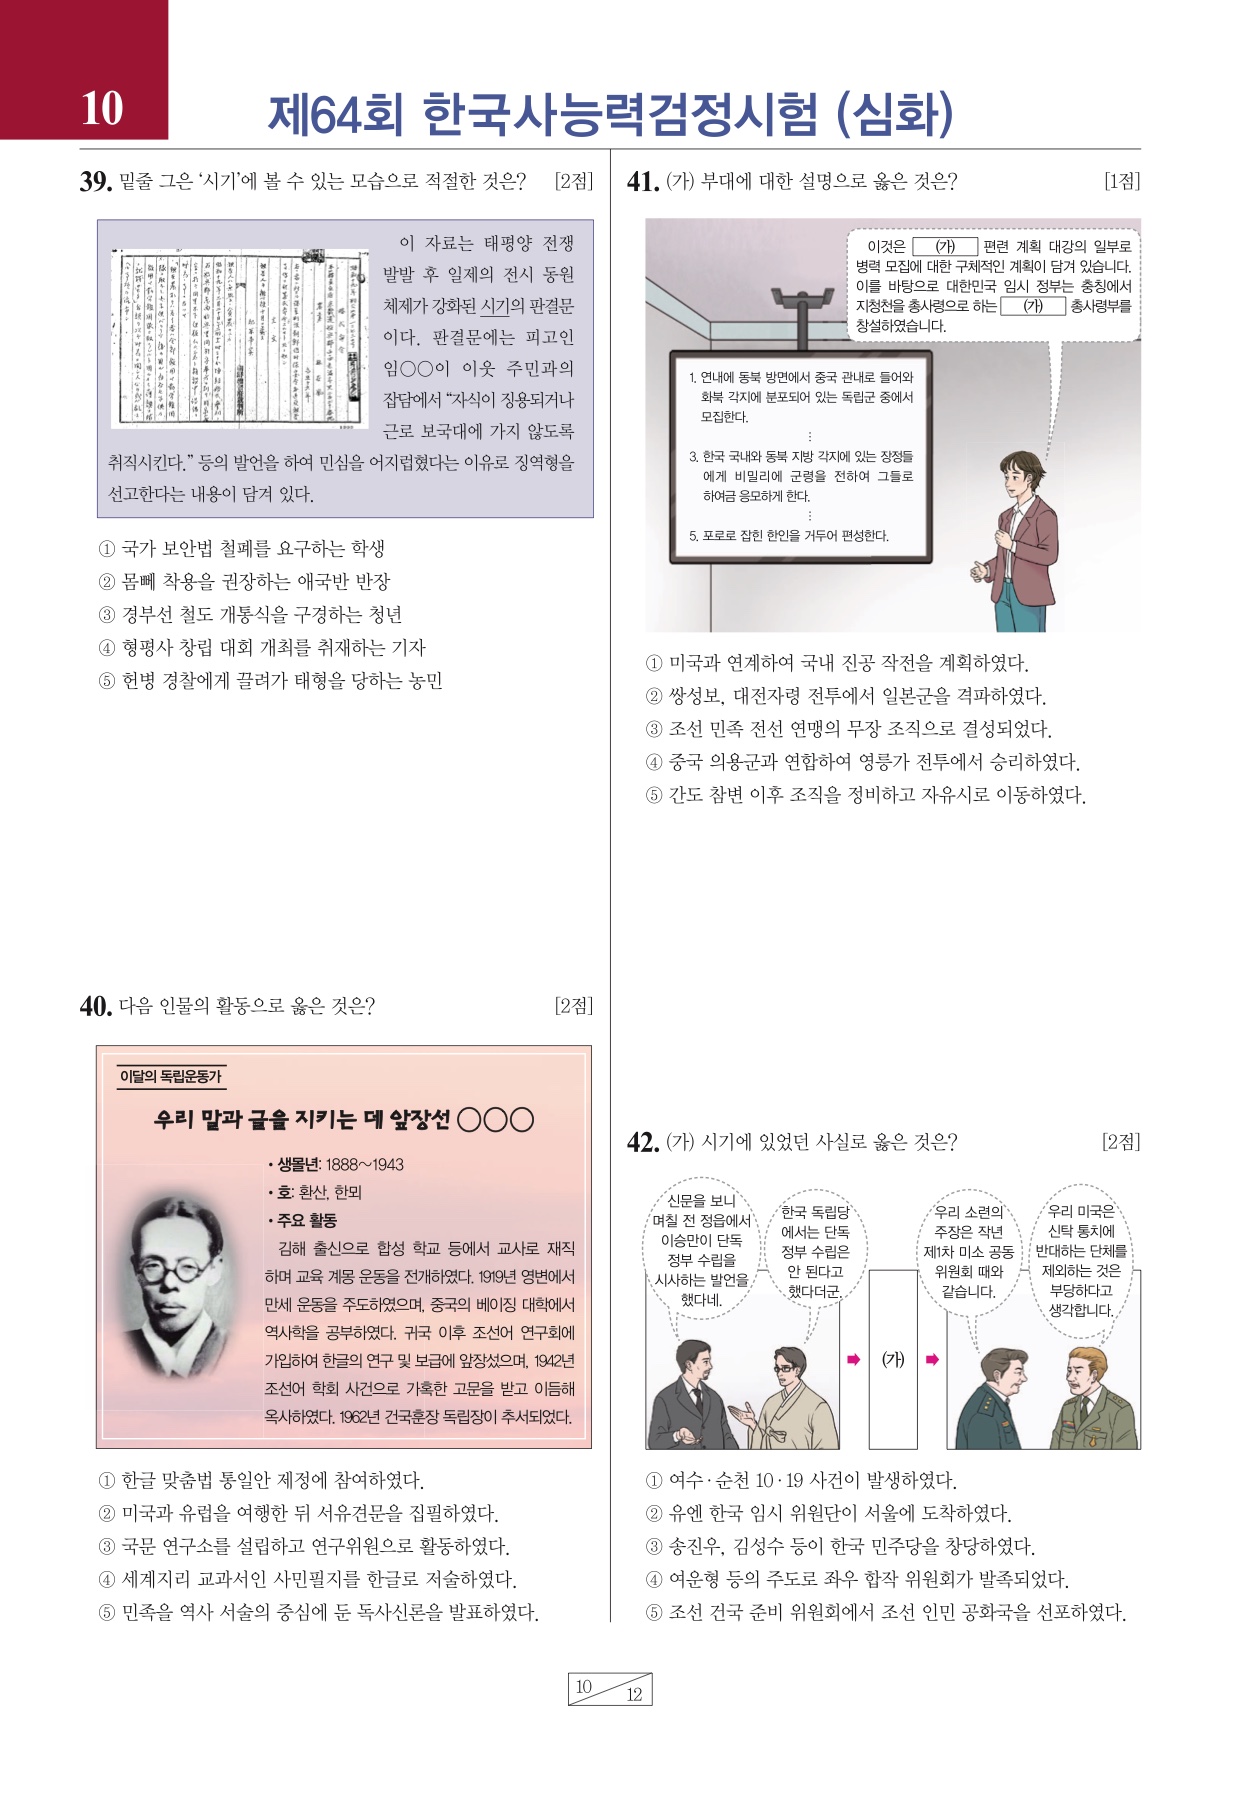 10
제64회 한국사능력검정시험 (심화)
39. 밑줄 그은 ‘시기’에 볼 수 있는 모습으로 적절한 것은? [2점]
이 자료는 태평양 전쟁
발발 후 일제의 전시 동원
체제가 강화된 시기의 판결문
이다. 판결문에는 피고인
임○○이 이웃 주민과의
잡담에서 “자식이 징용되거나
근로 보국대에 가지 않도록
취직시킨다.” 등의 발언을 하여 민심을 어지럽혔다는 이유로 징역형을
선고한다는 내용이 담겨 있다.
① 국가 보안법 철폐를 요구하는 학생
② 몸뻬 착용을 권장하는 애국반 반장
③ 경부선 철도 개통식을 구경하는 청년
④ 형평사 창립 대회 개최를 취재하는 기자
⑤ 헌병 경찰에게 끌려가 태형을 당하는 농민
40. 다음 인물의 활동으로 옳은 것은? [2점]
이달의 독립운동가
우리 말과 글을 지키는 데 앞장선 ○○○
• 생몰년: 1888～1943
• 호: 환산, 한뫼
• 주요 활동
김해 출신으로 합성 학교 등에서 교사로 재직
하며 교육 계몽 운동을 전개하였다. 1919년 영변에서
만세 운동을 주도하였으며, 중국의 베이징 대학에서
역사학을 공부하였다. 귀국 이후 조선어 연구회에
가입하여 한글의 연구 및 보급에 앞장섰으며, 1942년
조선어 학회 사건으로 가혹한 고문을 받고 이듬해
옥사하였다. 1962년 건국훈장 독립장이 추서되었다.
① 한글 맞춤법 통일안 제정에 참여하였다.
② 미국과 유럽을 여행한 뒤 서유견문을 집필하였다.
③ 국문 연구소를 설립하고 연구위원으로 활동하였다.
④ 세계지리 교과서인 사민필지를 한글로 저술하였다.
⑤ 민족을 역사 서술의 중심에 둔 독사신론을 발표하였다.
41. (가) 부대에 대한 설명으로 옳은 것은? [1점]
이것은 (가) 편련 계획 대강의 일부로
병력 모집에 대한 구체적인 계획이 담겨 있습니다.
이를 바탕으로 대한민국 임시 정부는 충칭에서
지청천을 총사령으로 하는 (가) 총사령부를
창설하였습니다.
1. 연내에 동북 방면에서 중국 관내로 들어와
화북 각지에 분포되어 있는 독립군 중에서
모집한다.
⋮
3. 한국 국내와 동북 지방 각지에 있는 장정들
에게 비밀리에 군령을 전하여 그들로
하여금 응모하게 한다.
⋮
5. 포로로 잡힌 한인을 거두어 편성한다.
① 미국과 연계하여 국내 진공 작전을 계획하였다.
② 쌍성보, 대전자령 전투에서 일본군을 격파하였다.
③ 조선 민족 전선 연맹의 무장 조직으로 결성되었다.
④ 중국 의용군과 연합하여 영릉가 전투에서 승리하였다.
⑤ 간도 참변 이후 조직을 정비하고 자유시로 이동하였다.
42. (가) 시기에 있었던 사실로 옳은 것은? [2점]
신문을 보니
며칠 전 정읍에서
이승만이 단독
정부 수립을
시사하는 발언을
했다네.
한국 독립당
에서는 단독
정부 수립은
안 된다고
했다더군.
(가)
우리 소련의
주장은 작년
제1차 미소 공동
위원회 때와
같습니다.
우리 미국은
신탁 통치에
반대하는 단체를
제외하는 것은
부당하다고
생각합니다.
① 여수·순천 10·19 사건이 발생하였다.
② 유엔 한국 임시 위원단이 서울에 도착하였다.
③ 송진우, 김성수 등이 한국 민주당을 창당하였다.
④ 여운형 등의 주도로 좌우 합작 위원회가 발족되었다.
⑤ 조선 건국 준비 위원회에서 조선 인민 공화국을 선포하였다.
10
12